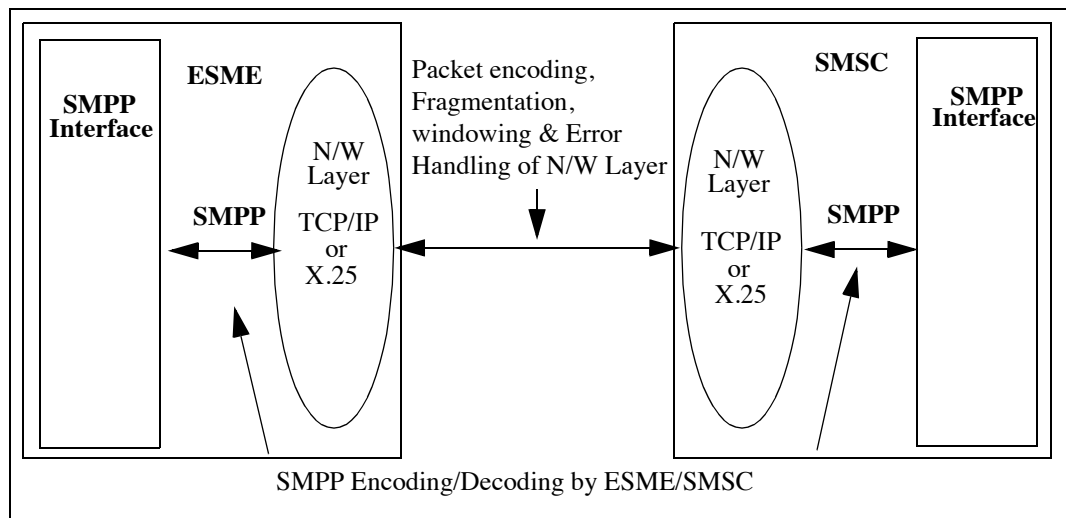 ESME
SMPP
Interface
N/W
Layer
TCP/IP
or
X.25
SMPP
Packet encoding,
Fragmentation,
windowing & Error
Handling of N/W Layer
SMSC
N/W
Layer
TCP/IP
or
X.25
SMPP
SMPP
Interface
SMPP Encoding/Decoding by ESME/SMSC